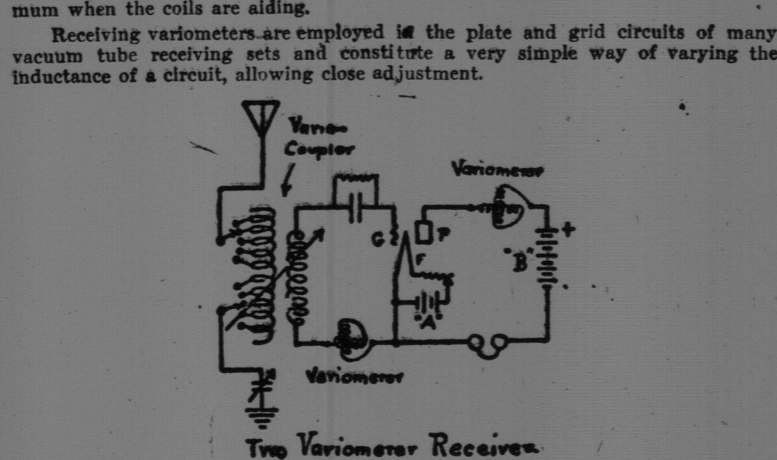 mum when the coils are aiding.
Receiving variometers are employed in the plate and grid circuits of many
vacuum tube receiving sets and constitute a very simple way of varying the
inductance of a circuit, allowing close adjustment.
Vario-
Coupler
Variometer
G
P
F
+
"B"
"A"
Variometer
Two Variometer Receiver